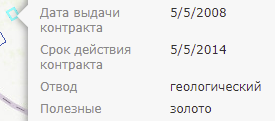 Дата выдачи 5/5/2008
контракта
Срок действия 5/5/2014
контракта
Отвод геологический
Полезные золото